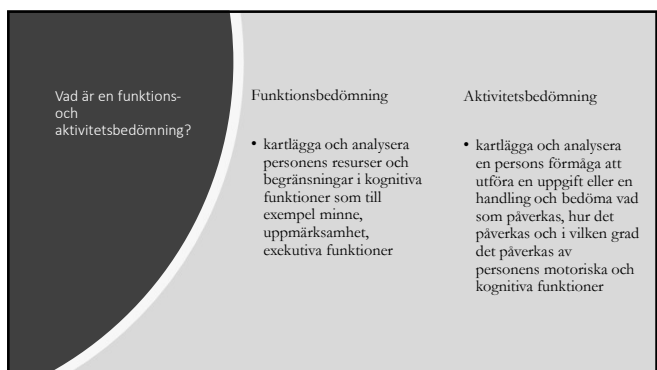 Vad är en funktions-
och
aktivitetsbedömning?
Funktionsbedömning
• kartlägga och analysera
personens resurser och
begränsningar i kognitiva
funktioner som till
exempel minne,
uppmärksamhet,
exekutiva funktioner
Aktivitetsbedömning
• kartlägga och analysera
en persons förmåga att
utföra en uppgift eller en
handling och bedöma vad
som påverkas, hur det
påverkas och i vilken grad
det påverkas av
personens motoriska och
kognitiva funktioner